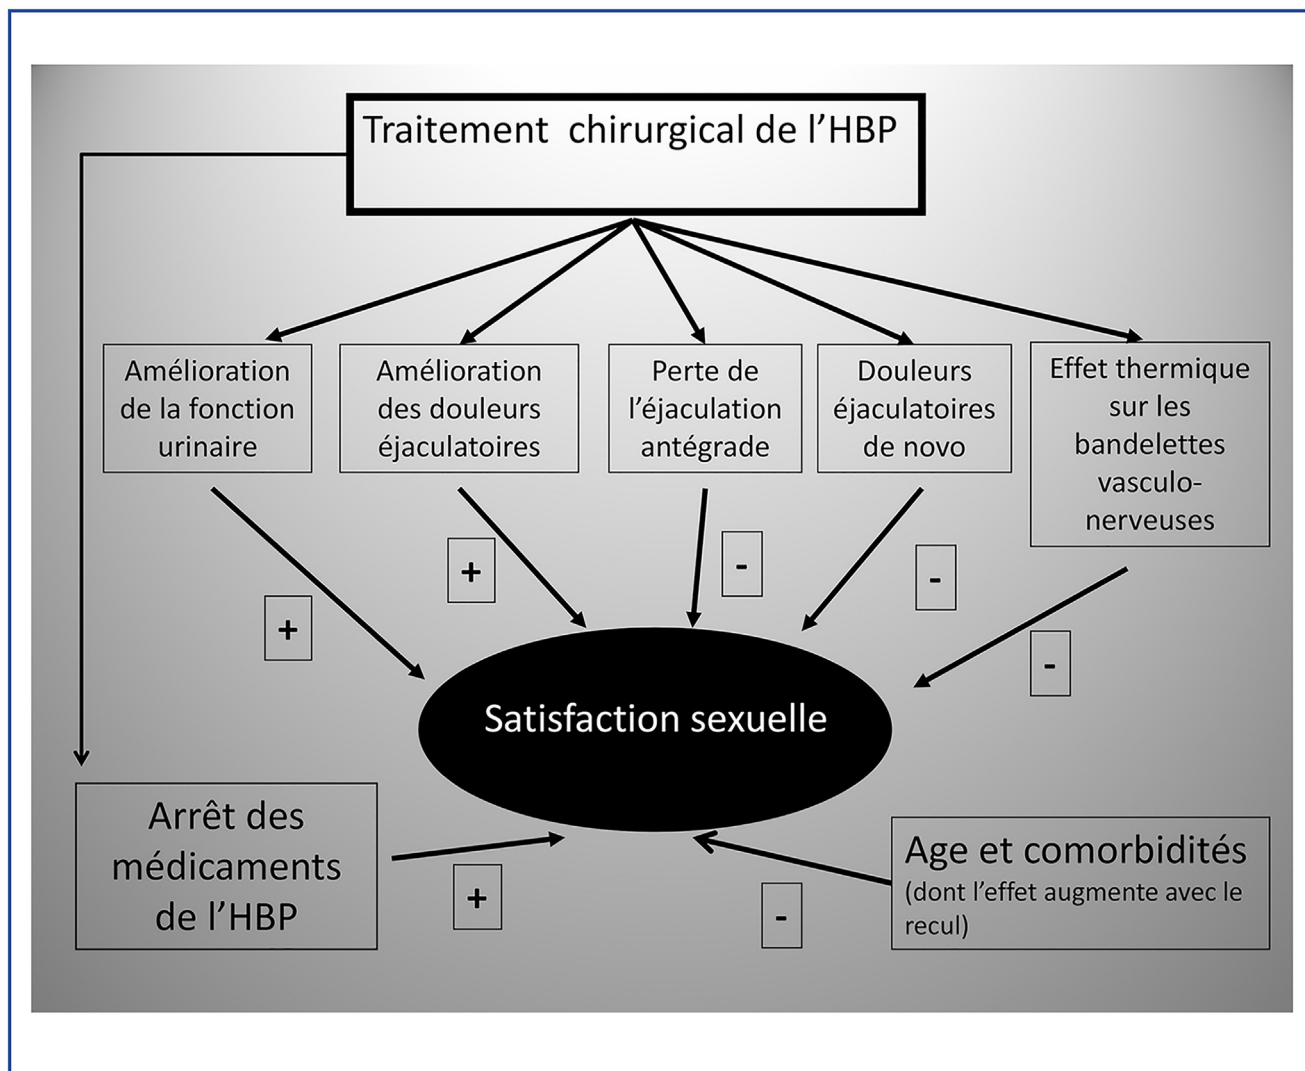 Traitement chirurgical de l’HBP
Amélioration
de la fonction
urinaire
Amélioration
des douleurs
éjaculatoires
Perte de
l’éjaculation
antégrade
Douleurs
éjaculatoires
de novo
Effet thermique
sur les
bandelettes
vasculo-
nerveuses
+
+
-
-
-
Satisfaction sexuelle
Arrêt des
médicaments
de l’HBP
+
-
Age et comorbidités
(dont l’effet augmente avec le
recul)